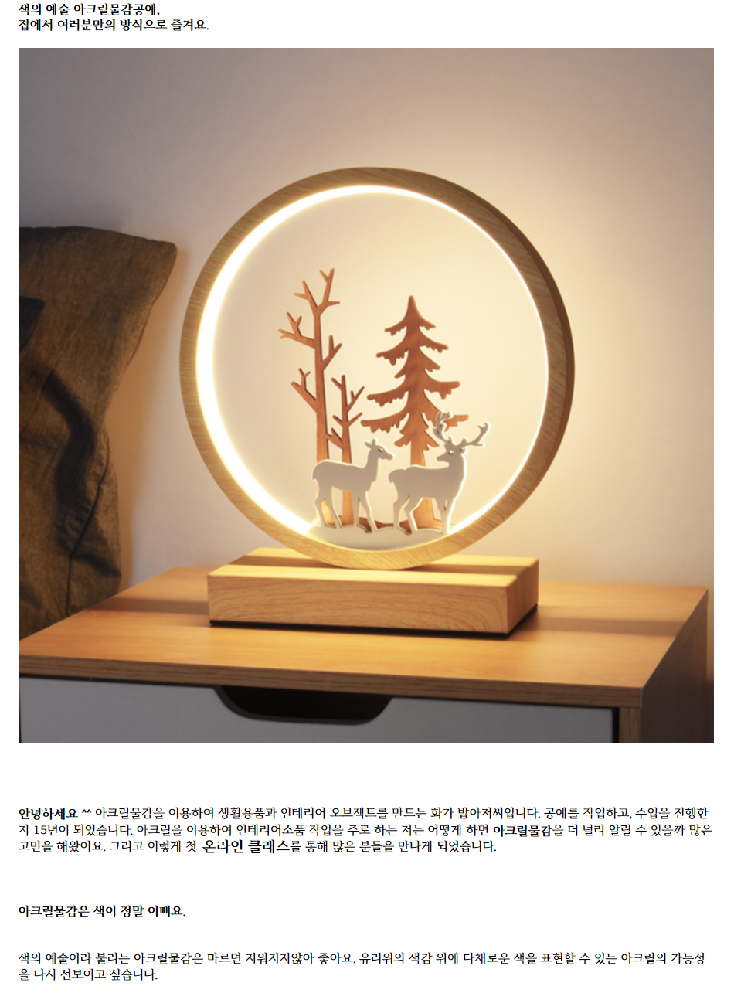 색의 예술 아크릴물감공예,
집에서 여러분만의 방식으로 즐겨요.
안녕하세요 ^^ 아크릴물감을 이용하여 생활용품과 인테리어 오브젝트를 만드는 화가 밥아저씨입니다. 공예를 작업하고, 수업을 진행한
지 15년이 되었습니다. 아크릴을 이용하여 인테리어소품 작업을 주로 하는 저는 어떻게 하면 아크릴물감을 더 널리 알릴 수 있을까 많은
고민을 해왔어요. 그리고 이렇게 첫 온라인 클래스를 통해 많은 분들을 만나게 되었습니다.
아크릴물감은 색이 정말 이뻐요.
색의 예술이라 불리는 아크릴물감은 마르면 지워지지않아 좋아요. 유리위의 색감 위에 다채로운 색을 표현할 수 있는 아크릴의 가능성
을 다시 선보이고 싶습니다.